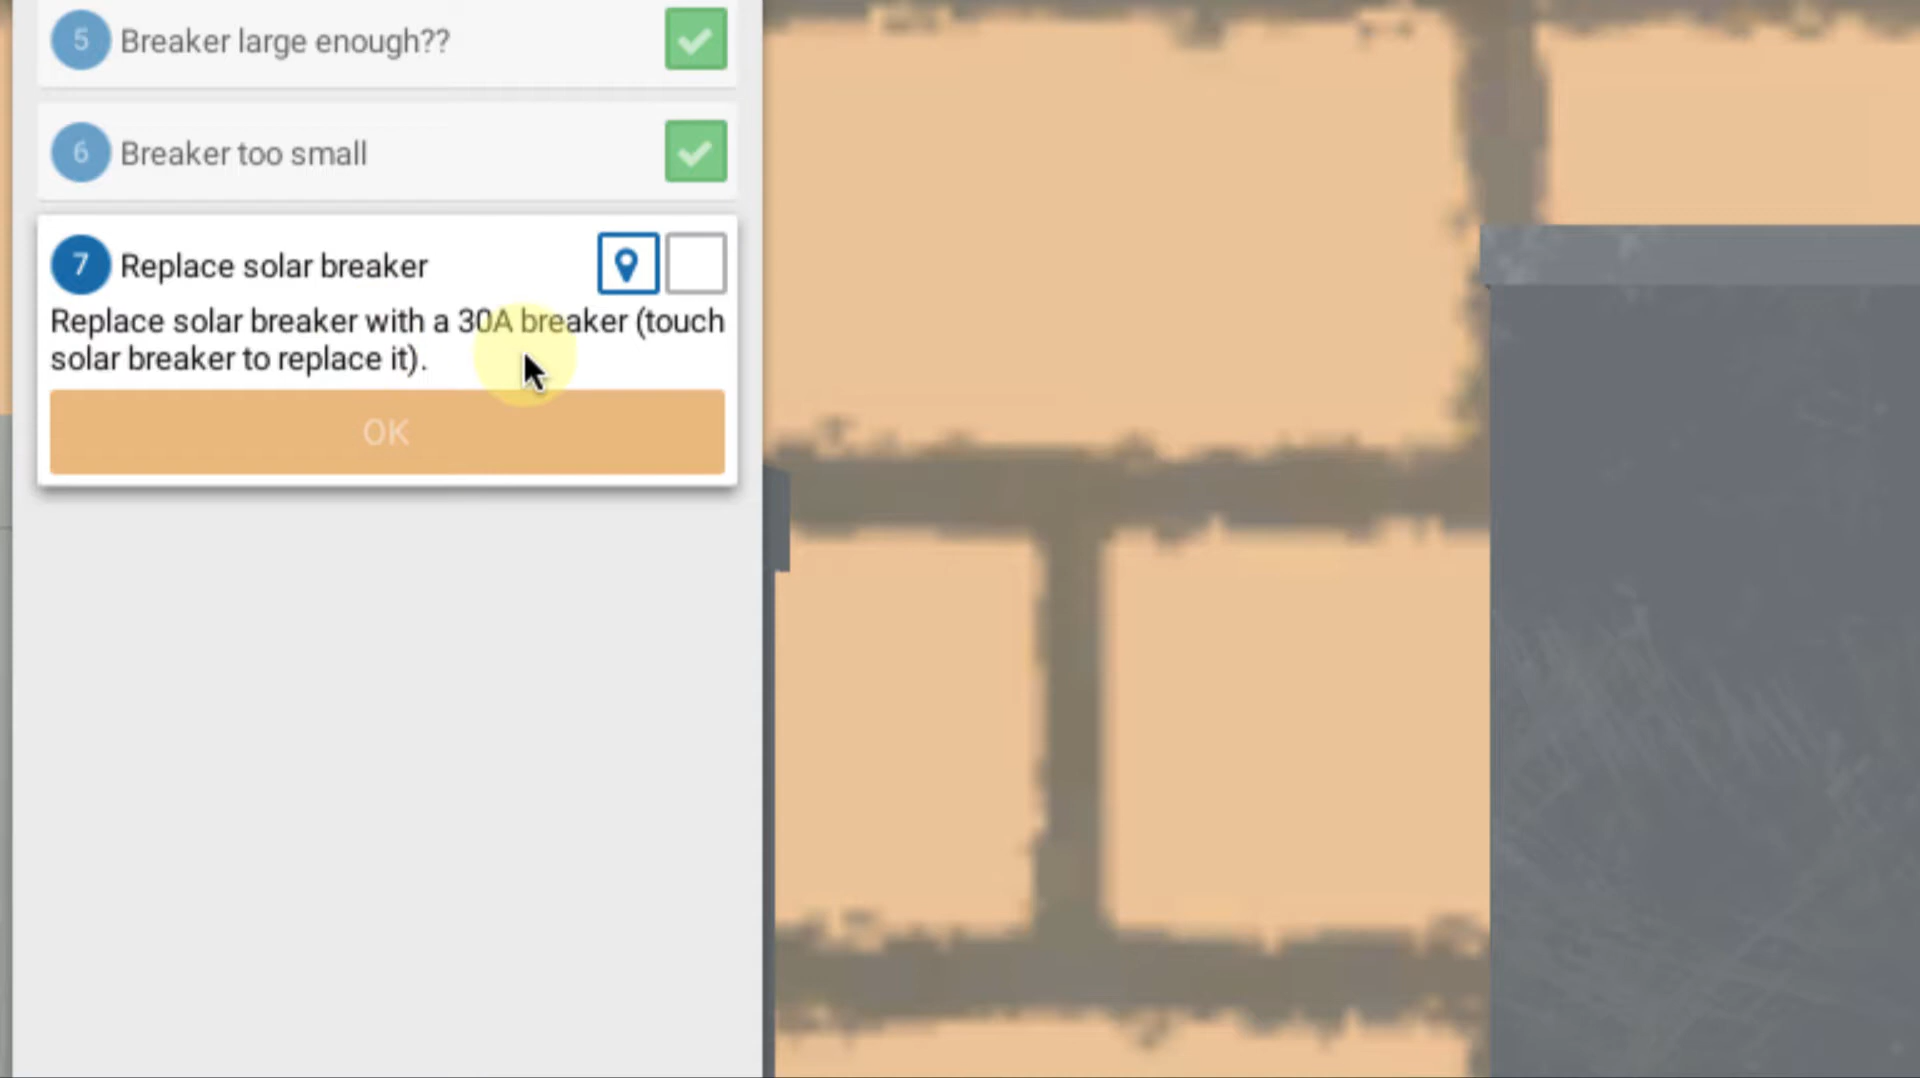 5 Breaker large enough??
6 Breaker too small
7 Replace solar breaker
Replace solar breaker with a 30A breaker (touch
solar breaker to replace it).
OK